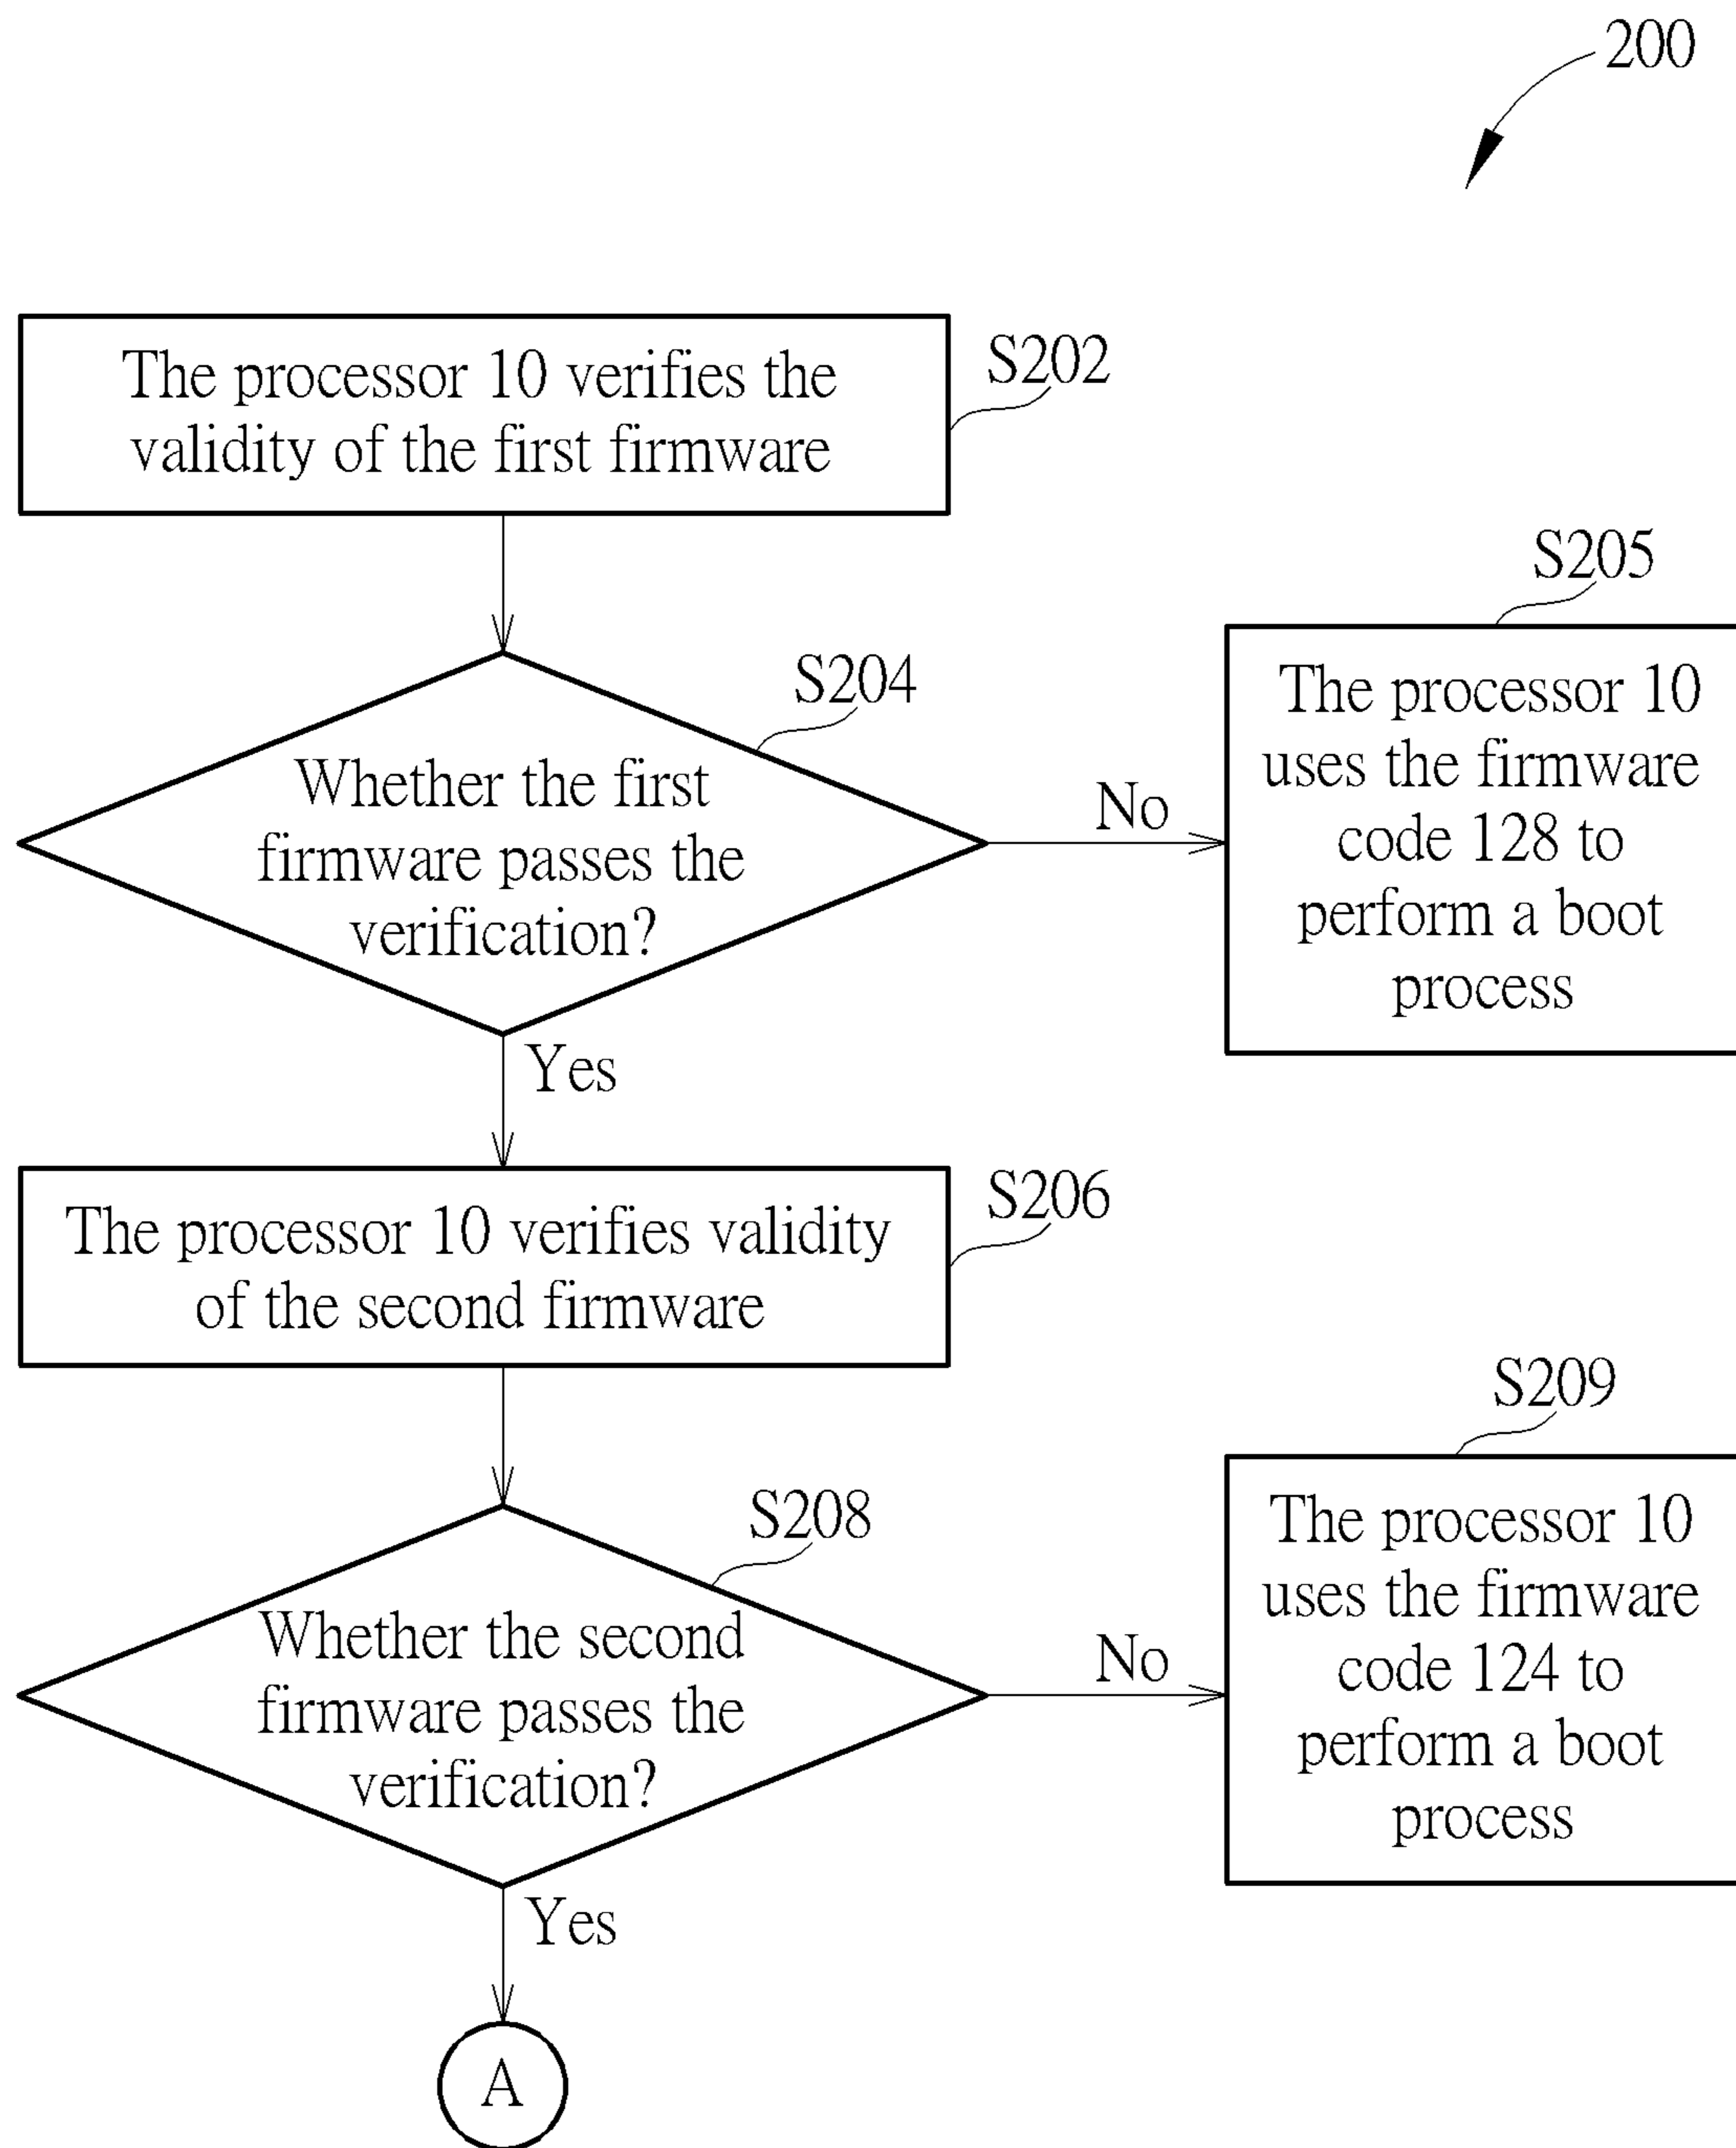 200
The processor 10 verifies the
validity of the first firmware
S202
S204
Whether the first
firmware passes the
verification?
No
Yes
S205
The processor 10
uses the firmware
code 128 to
perform a boot
process
The processor 10 verifies validity
of the second firmware
S206
S208
Whether the second
firmware passes the
verification?
No
Yes
S209
The processor 10
uses the firmware
code 124 to
perform a boot
process
A